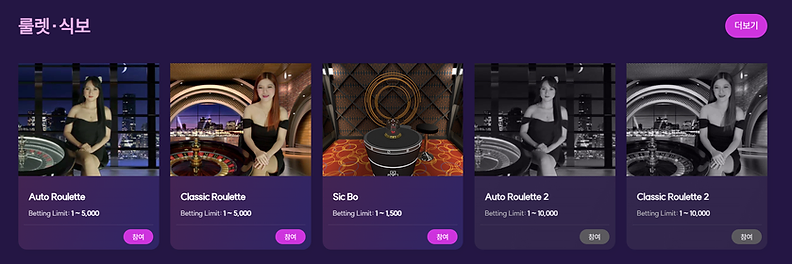 룰렛·식보
더보기
Auto Roulette
Betting Limit: 1 ~ 5,000
참여
Classic Roulette
Betting Limit: 1 ~ 5,000
참여
Sic Bo
Betting Limit: 1 ~ 1,500
참여
Auto Roulette 2
Betting Limit: 1 ~ 10,000
참여
Classic Roulette 2
Betting Limit: 1 ~ 10,000
참여